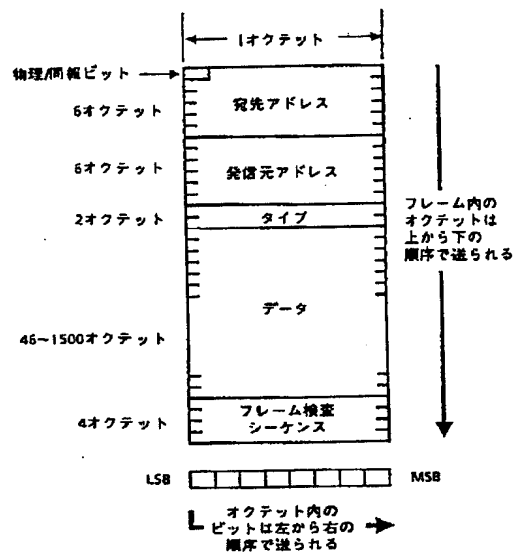 1オクテット
物理/同報ビット
6オクテット
宛先アドレス
6オクテット
発信元アドレス
2オクテット
タイプ
フレーム内の
オクテットは
上から下の
順序で送られる
データ
46~1500オクテット
4オクテット
フレーム検査
シーケンス
LSB
MSB
オクテット内の
ビットは左から右の
順序で送られる